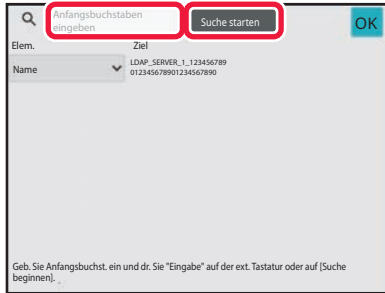 Anfangsbuchstaben
eingeben
Suche starten
OK
Elem.
Ziel
Name
LDAP_SERVER_1_123456789
012345678901234567890
Geb. Sie Anfangsbuchst. ein und dr. Sie "Eingabe" auf der ext. Tastatur oder auf [Suche
beginnen].